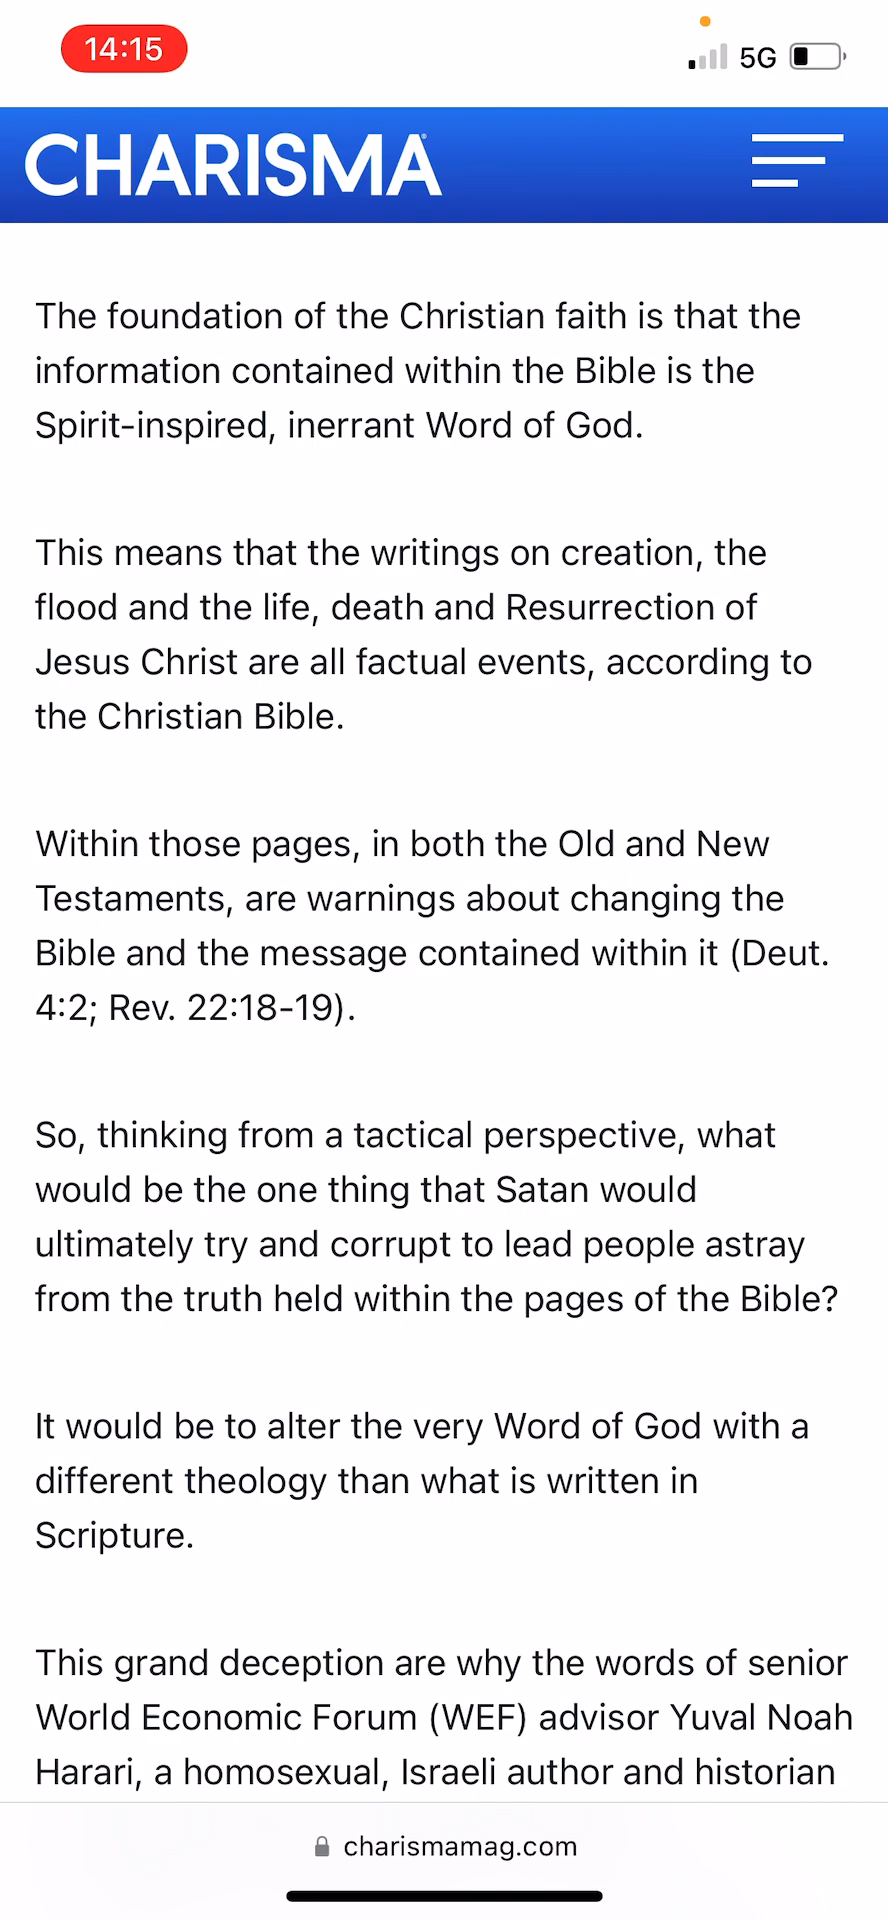 14:15
5G
CHARISMA
The foundation of the Christian faith is that the
information contained within the Bible is the
Spirit-inspired, inerrant Word of God.
This means that the writings on creation, the
flood and the life, death and Resurrection of
Jesus Christ are all factual events, according to
the Christian Bible.
Within those pages, in both the Old and New
Testaments, are warnings about changing the
Bible and the message contained within it (Deut.
4:2; Rev. 22:18-19).
So, thinking from a tactical perspective, what
would be the one thing that Satan would
ultimately try and corrupt to lead people astray
from the truth held within the pages of the Bible?
It would be to alter the very Word of God with a
different theology than what is written in
Scripture.
This grand deception are why the words of senior
World Economic Forum (WEF) advisor Yuval Noah
Harari, a homosexual, Israeli author and historian
charismamag.com